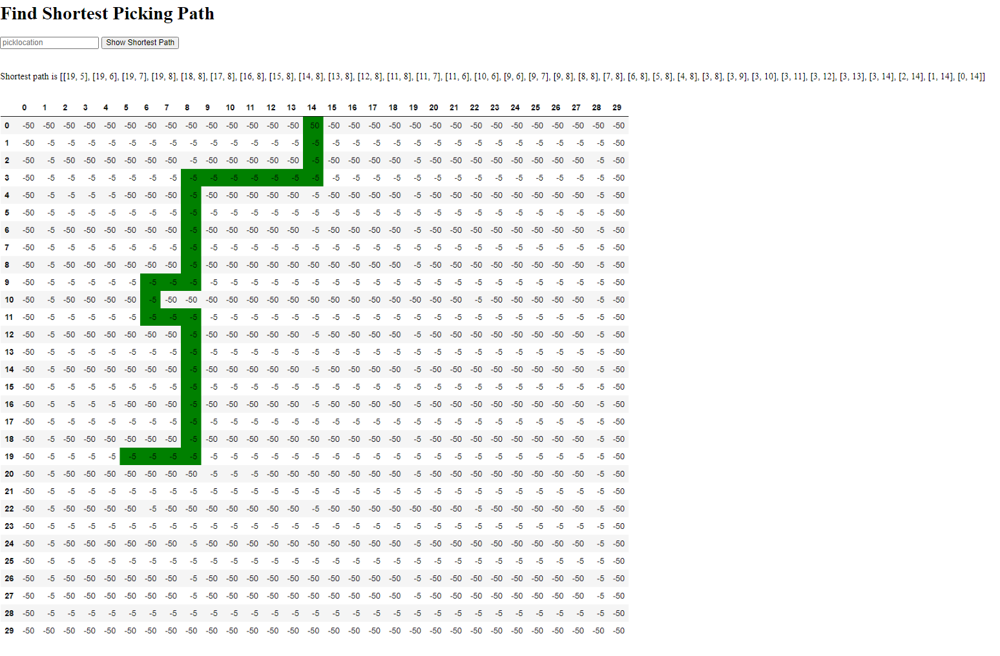 Find Shortest Picking Path
picklocation Show Shortest Path
Shortest path is [[19, 5], [19, 6], [19, 7], [19, 8], [18, 8], [17, 8], [16, 8], [15, 8], [14, 8], [13, 8], [12, 8], [11, 8], [11, 7], [11, 6], [10, 6], [9, 6], [9, 7], [9, 8], [8, 8], [7, 8], [6, 8], [5, 8], [4, 8], [3, 8], [3, 9], [3, 10], [3, 11], [3, 12], [3, 13], [3, 14], [2, 14], [1, 14], [0, 14]]
0 1 2 3 4 5 6 7 8 9 10 11 12 13 14 15 16 17 18 19 20 21 22 23 24 25 26 27 28 29
0 -50 -50 -50 -50 -50 -50 -50 -50 -50 -50 -50 -50 -50 -50 50 -50 -50 -50 -50 -50 -50 -50 -50 -50 -50 -50 -50 -50 -50 -50
1 -50 -5 -5 -5 -5 -5 -5 -5 -5 -5 -5 -5 -5 -5 -5 -5 -5 -5 -5 -5 -5 -5 -5 -5 -5 -5 -5 -5 -5 -50
2 -50 -5 -50 -50 -50 -50 -50 -50 -5 -50 -50 -50 -50 -50 -5 -50 -50 -50 -50 -50 -50 -50 -50 -50 -50 -50 -50 -50 -5 -50
3 -50 -5 -5 -5 -5 -5 -5 -5 -5 -5 -5 -5 -5 -5 -5 -5 -5 -5 -5 -5 -5 -5 -5 -5 -5 -5 -5 -5 -5 -50
4 -50 -5 -5 -5 -5 -50 -50 -50 -5 -50 -50 -50 -50 -50 -5 -50 -50 -50 -50 -5 -50 -50 -50 -50 -50 -50 -50 -50 -5 -50
5 -50 -5 -5 -5 -5 -5 -5 -5 -5 -5 -5 -5 -5 -5 -5 -5 -5 -5 -5 -5 -5 -5 -5 -5 -5 -5 -5 -5 -5 -50
6 -50 -5 -50 -50 -50 -50 -50 -50 -5 -50 -50 -50 -50 -50 -5 -50 -50 -50 -50 -5 -50 -50 -50 -50 -50 -50 -50 -50 -5 -50
7 -50 -5 -5 -5 -5 -5 -5 -5 -5 -5 -5 -5 -5 -5 -5 -5 -5 -5 -5 -5 -5 -5 -5 -5 -5 -5 -5 -5 -5 -50
8 -50 -5 -50 -50 -50 -50 -50 -50 -5 -50 -50 -50 -50 -50 -50 -50 -50 -50 -50 -50 -50 -50 -50 -50 -50 -50 -50 -50 -5 -50
9 -50 -5 -5 -5 -5 -5 -5 -5 -5 -5 -5 -5 -5 -5 -5 -5 -5 -5 -5 -5 -5 -5 -5 -5 -5 -5 -5 -5 -5 -50
10 -50 -5 -50 -50 -50 -50 -5 -50 -50 -50 -50 -50 -50 -50 -50 -50 -50 -50 -50 -50 -50 -50 -5 -50 -50 -50 -50 -50 -5 -50
11 -50 -5 -5 -5 -5 -5 -5 -5 -5 -5 -5 -5 -5 -5 -5 -5 -5 -5 -5 -5 -5 -5 -5 -5 -5 -5 -5 -5 -5 -50
12 -50 -5 -50 -50 -50 -50 -50 -50 -5 -50 -50 -50 -50 -50 -5 -50 -50 -50 -50 -5 -50 -50 -50 -50 -50 -50 -50 -50 -5 -50
13 -50 -5 -5 -5 -5 -5 -5 -5 -5 -5 -5 -5 -5 -5 -5 -5 -5 -5 -5 -5 -5 -5 -5 -5 -5 -5 -5 -5 -5 -50
14 -50 -5 -50 -50 -50 -50 -50 -50 -5 -50 -50 -50 -50 -50 -5 -50 -50 -50 -50 -5 -50 -50 -50 -50 -50 -50 -50 -50 -5 -50
15 -50 -5 -5 -5 -5 -5 -5 -5 -5 -5 -5 -5 -5 -5 -5 -5 -5 -5 -5 -5 -5 -5 -5 -5 -5 -5 -5 -5 -5 -50
16 -50 -5 -5 -5 -5 -50 -50 -50 -5 -50 -50 -50 -50 -50 -5 -50 -50 -50 -50 -5 -50 -50 -50 -50 -50 -50 -50 -50 -5 -50
17 -50 -5 -5 -5 -5 -5 -5 -5 -5 -5 -5 -5 -5 -5 -5 -5 -5 -5 -5 -5 -5 -5 -5 -5 -5 -5 -5 -5 -5 -50
18 -50 -5 -50 -50 -50 -50 -50 -50 -5 -50 -50 -50 -50 -50 -50 -50 -50 -50 -50 -5 -50 -50 -50 -50 -50 -50 -50 -50 -5 -50
19 -50 -5 -5 -5 -5 -5 -5 -5 -5 -5 -5 -5 -5 -5 -5 -5 -5 -5 -5 -5 -5 -5 -5 -5 -5 -5 -5 -5 -5 -50
20 -50 -5 -50 -50 -50 -50 -50 -50 -50 -5 -5 -5 -50 -50 -50 -50 -50 -50 -50 -5 -50 -50 -50 -50 -50 -50 -50 -50 -5 -50
21 -50 -5 -5 -5 -5 -5 -5 -5 -5 -5 -5 -5 -5 -5 -5 -5 -5 -5 -5 -5 -5 -5 -5 -5 -5 -5 -5 -5 -5 -50
22 -50 -5 -50 -50 -50 -50 -5 -50 -50 -50 -50 -50 -50 -50 -5 -50 -50 -50 -50 -50 -50 -50 -5 -50 -50 -50 -50 -50 -5 -50
23 -50 -5 -5 -5 -5 -5 -5 -5 -5 -5 -5 -5 -5 -5 -5 -5 -5 -5 -5 -5 -5 -5 -5 -5 -5 -5 -5 -5 -5 -50
24 -50 -5 -50 -50 -50 -50 -50 -50 -5 -50 -50 -50 -50 -50 -50 -50 -50 -50 -50 -5 -50 -50 -50 -50 -50 -50 -50 -50 -5 -50
25 -50 -5 -5 -5 -5 -5 -5 -5 -5 -5 -5 -5 -5 -5 -5 -5 -5 -5 -5 -5 -5 -5 -5 -5 -5 -5 -5 -5 -5 -50
26 -50 -5 -50 -50 -50 -50 -50 -50 -5 -50 -50 -50 -50 -50 -50 -50 -50 -50 -50 -5 -50 -50 -50 -50 -50 -50 -50 -50 -5 -50
27 -50 -5 -50 -50 -50 -50 -50 -50 -5 -50 -50 -50 -50 -50 -50 -50 -50 -50 -50 -5 -50 -50 -50 -50 -50 -50 -50 -50 -5 -50
28 -50 -5 -5 -5 -5 -5 -5 -5 -5 -5 -5 -5 -5 -5 -5 -5 -5 -5 -5 -5 -5 -5 -5 -5 -5 -5 -5 -5 -5 -50
29 -50 -50 -50 -50 -50 -50 -50 -50 -50 -50 -50 -50 -50 -50 -50 -50 -50 -50 -50 -50 -50 -50 -50 -50 -50 -50 -50 -50 -50 -50